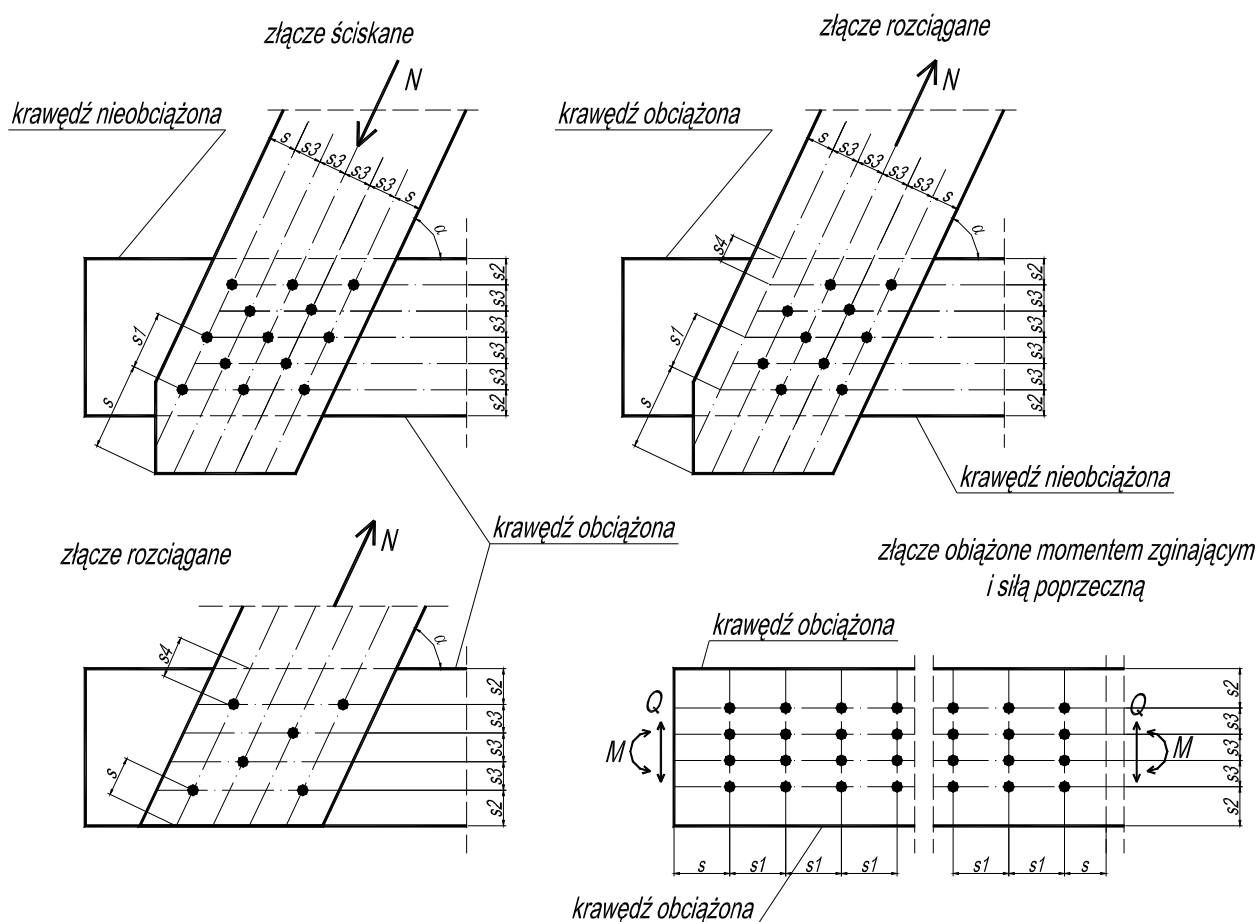 złącze ściskane
N
krawędź nieobciążona
s
s3
s3
s3
s3
s
α
s2
s3
s3
s3
s3
s2
s1
s
złącze rozciągane
N
krawędź obciążona
s
s3
s3
s3
s3
s
α
s4
s1
s
s2
s3
s3
s3
s3
s2
krawędź nieobciążona
krawędź obciążona
złącze rozciągane
N
α
s4
s
s2
s3
s3
s3
s2
złącze obiążone momentem zginającym
i siłą poprzeczną
krawędź obciążona
Q
M
Q
M
s2
s3
s3
s3
s2
s
s1
s1
s1
s1
s1
s
krawędź obciążona